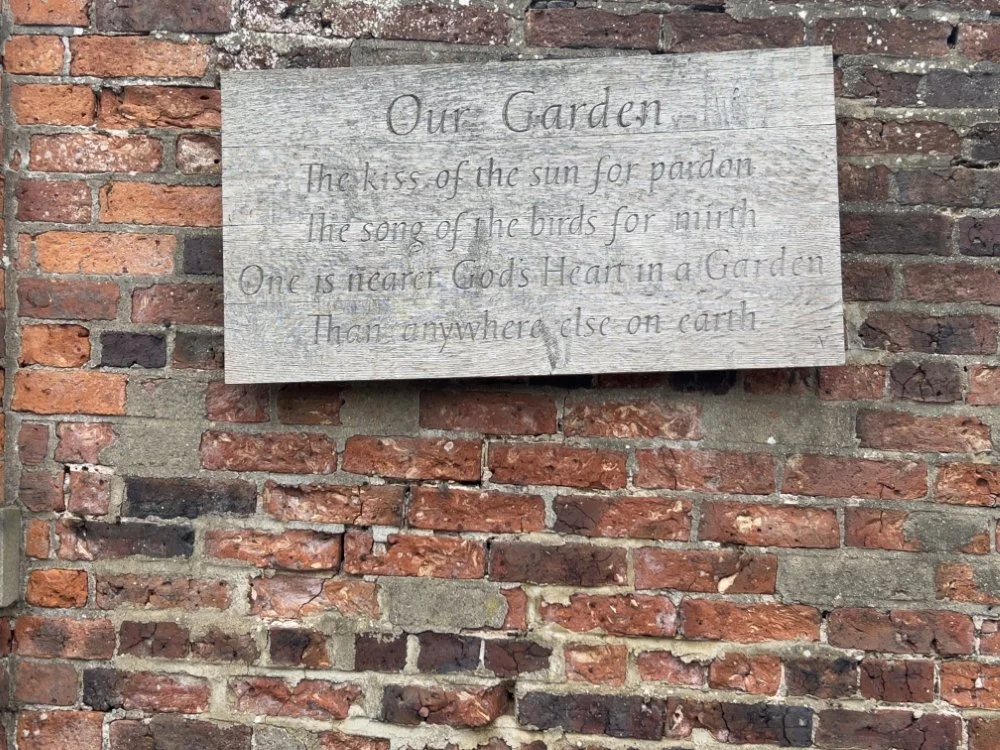 Our Garden
The kiss of the sun for pardon
The song of the birds for mirth
One is nearer Gods Heart in a Garden
Than anywhere else on earth